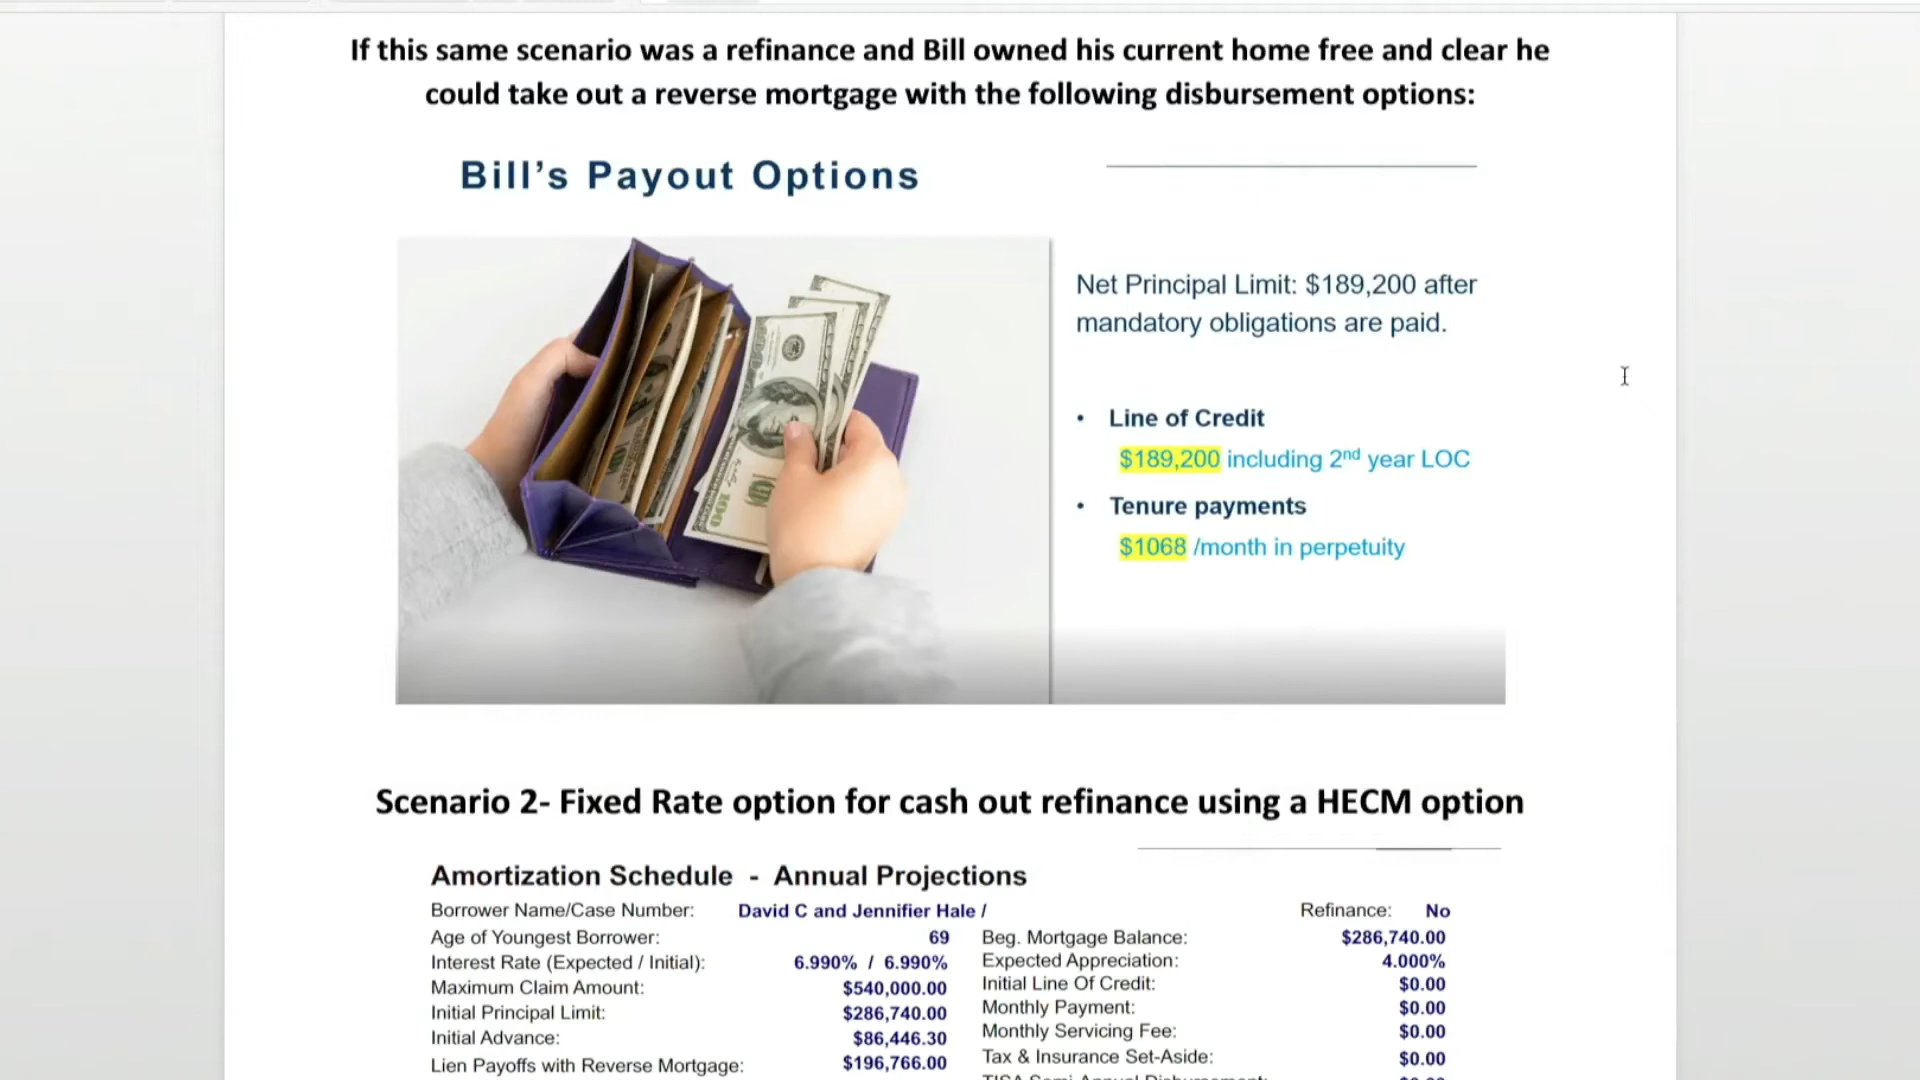 If this same scenario was a refinance and Bill owned his current home free and clear he
could take out a reverse mortgage with the following disbursement options:
Bill's Payout Options
Net Principal Limit: $189,200 after
mandatory obligations are paid.
• Line of Credit
$189,200 including 2nd year LOC
• Tenure payments
$1068 /month in perpetuity
Scenario 2- Fixed Rate option for cash out refinance using a HECM option
Amortization Schedule - Annual Projections
Borrower Name/Case Number: David C and Jennifier Hale / Refinance: No
Age of Youngest Borrower: 69 Beg. Mortgage Balance: $286,740.00
Interest Rate (Expected / Initial): 6.990% / 6.990% Expected Appreciation: 4.000%
Maximum Claim Amount: $540,000.00 Initial Line Of Credit: $0.00
Initial Principal Limit: $286,740.00 Monthly Payment: $0.00
Initial Advance: $86,446.30 Monthly Servicing Fee: $0.00
Lien Payoffs with Reverse Mortgage: $196,766.00 Tax & Insurance Set-Aside: $0.00